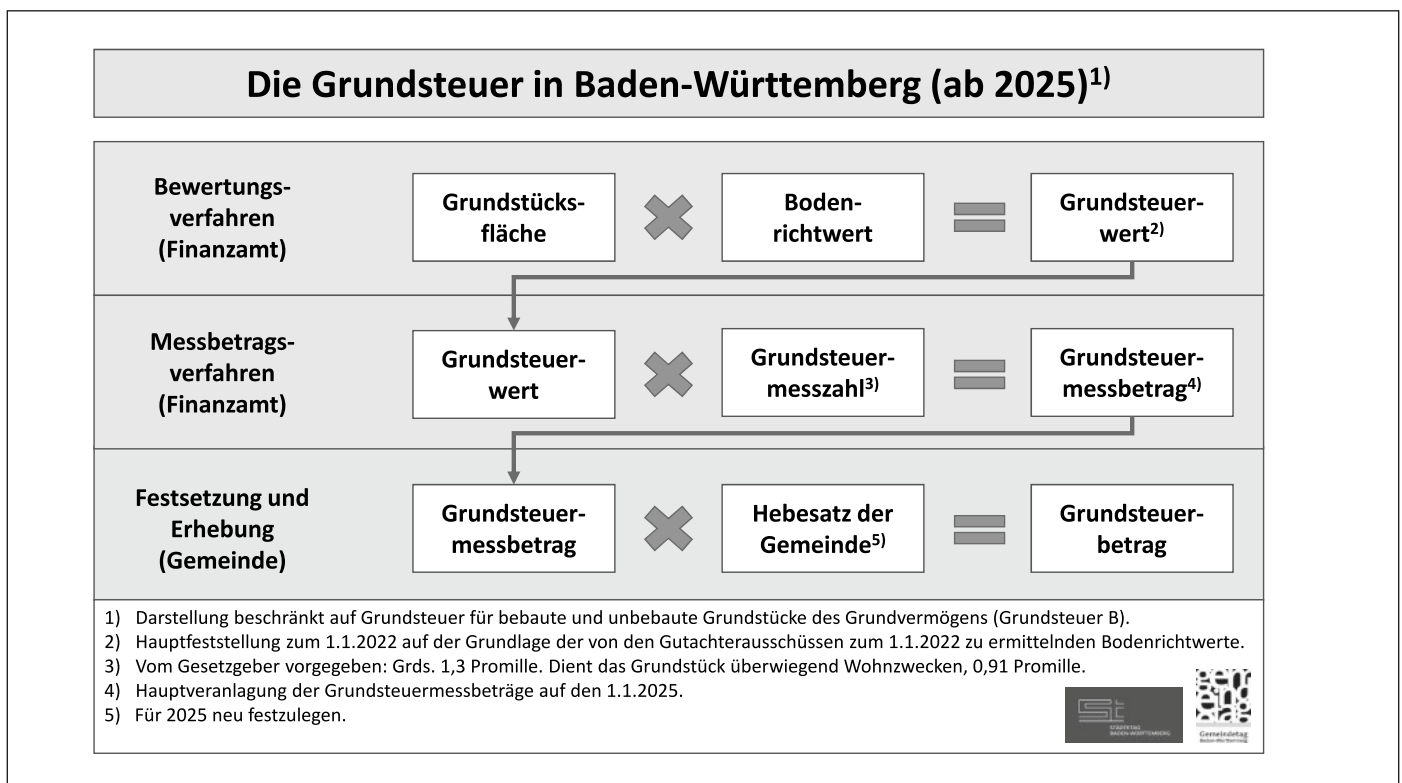 Die Grundsteuer in Baden-Württemberg (ab 2025)1)
Bewertungs-
verfahren
(Finanzamt)
Grundstücks-
fläche
Boden-
richtwert
Grundsteuer-
wert2)
Messbetrags-
verfahren
(Finanzamt)
Grundsteuer-
wert
Grundsteuer-
messzahl3)
Grundsteuer-
messbetrag4)
Festsetzung und
Erhebung
(Gemeinde)
Grundsteuer-
messbetrag
Hebesatz der
Gemeinde5)
Grundsteuer-
betrag
1) Darstellung beschränkt auf Grundsteuer für bebaute und unbebaute Grundstücke des Grundvermögens (Grundsteuer B).
2) Hauptfeststellung zum 1.1.2022 auf der Grundlage der von den Gutachterausschüssen zum 1.1.2022 zu ermittelnden Bodenrichtwerte.
3) Vom Gesetzgeber vorgegeben: Grds. 1,3 Promille. Dient das Grundstück überwiegend Wohnzwecken, 0,91 Promille.
4) Hauptveranlagung der Grundsteuermessbeträge auf den 1.1.2025.
5) Für 2025 neu festzulegen.
STÄDTETAG
BADEN-WÜRTTEMBERG
Gemeindetag
Baden-Württemberg